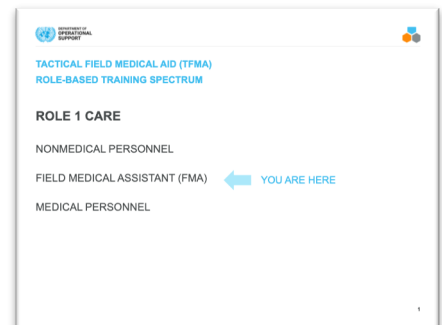 DEPARTMENT OF
OPERATIONAL
SUPPORT
TACTICAL FIELD MEDICAL AID (TFMA)
ROLE-BASED TRAINING SPECTRUM
ROLE 1 CARE
NONMEDICAL PERSONNEL
FIELD MEDICAL ASSISTANT (FMA) YOU ARE HERE
MEDICAL PERSONNEL
1